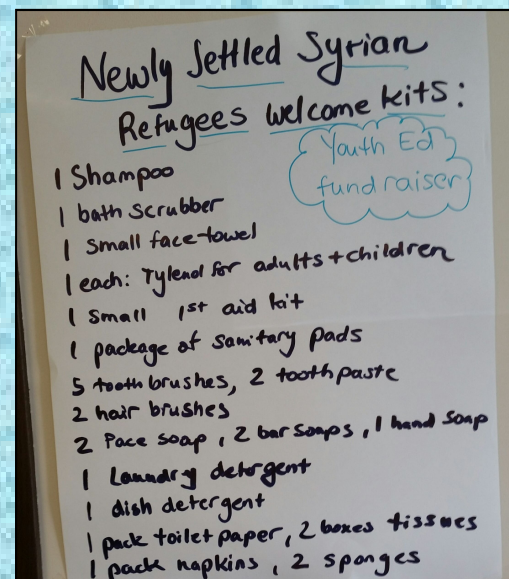 Newly Settled Syrian
Refugees Welcome kits:
Youth Ed
fundraiser
1 Shampoo
1 bath scrubber
1 small face towel
1 each: Tylenol for adults + children
1 small 1st aid kit
1 package of sanitary pads
5 toothbrushes, 2 toothpaste
2 hair brushes
2 Face soap, 2 bar soaps, 1 hand soap
1 Laundry detergent
1 dish detergent
1 pack toilet paper, 2 boxes tissues
1 pack napkins, 2 sponges